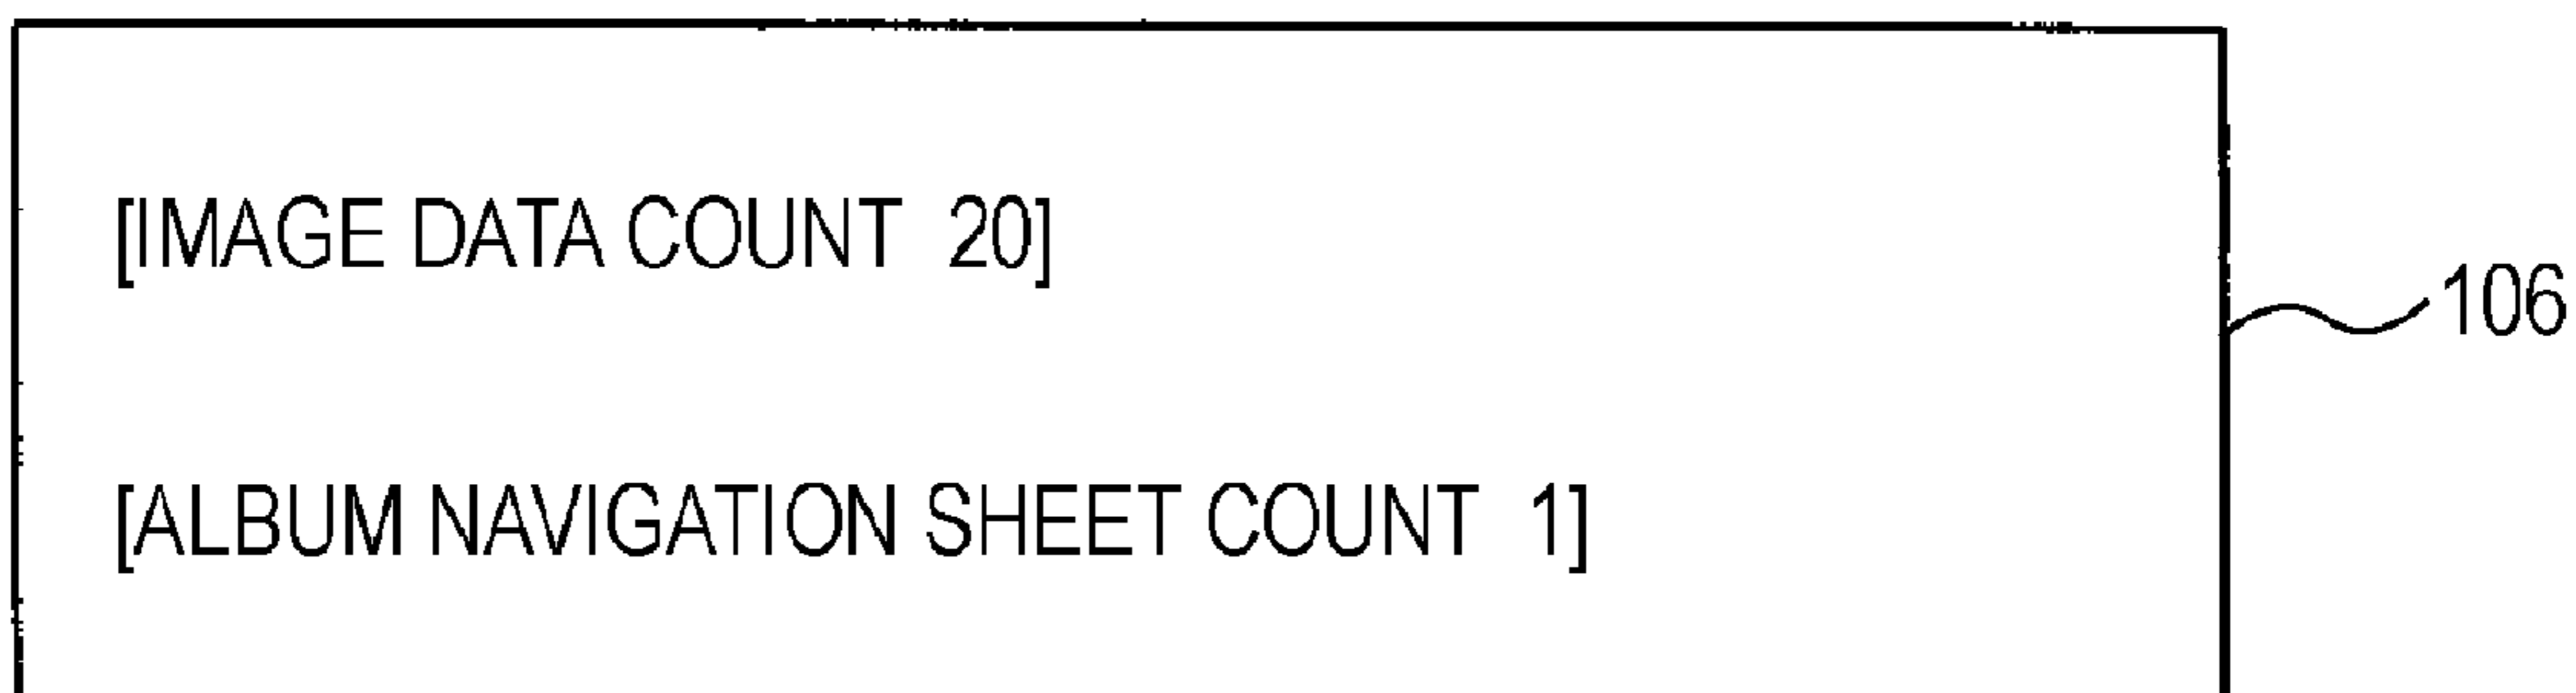 [IMAGE DATA COUNT  20]
106
[ALBUM NAVIGATION SHEET COUNT  1]